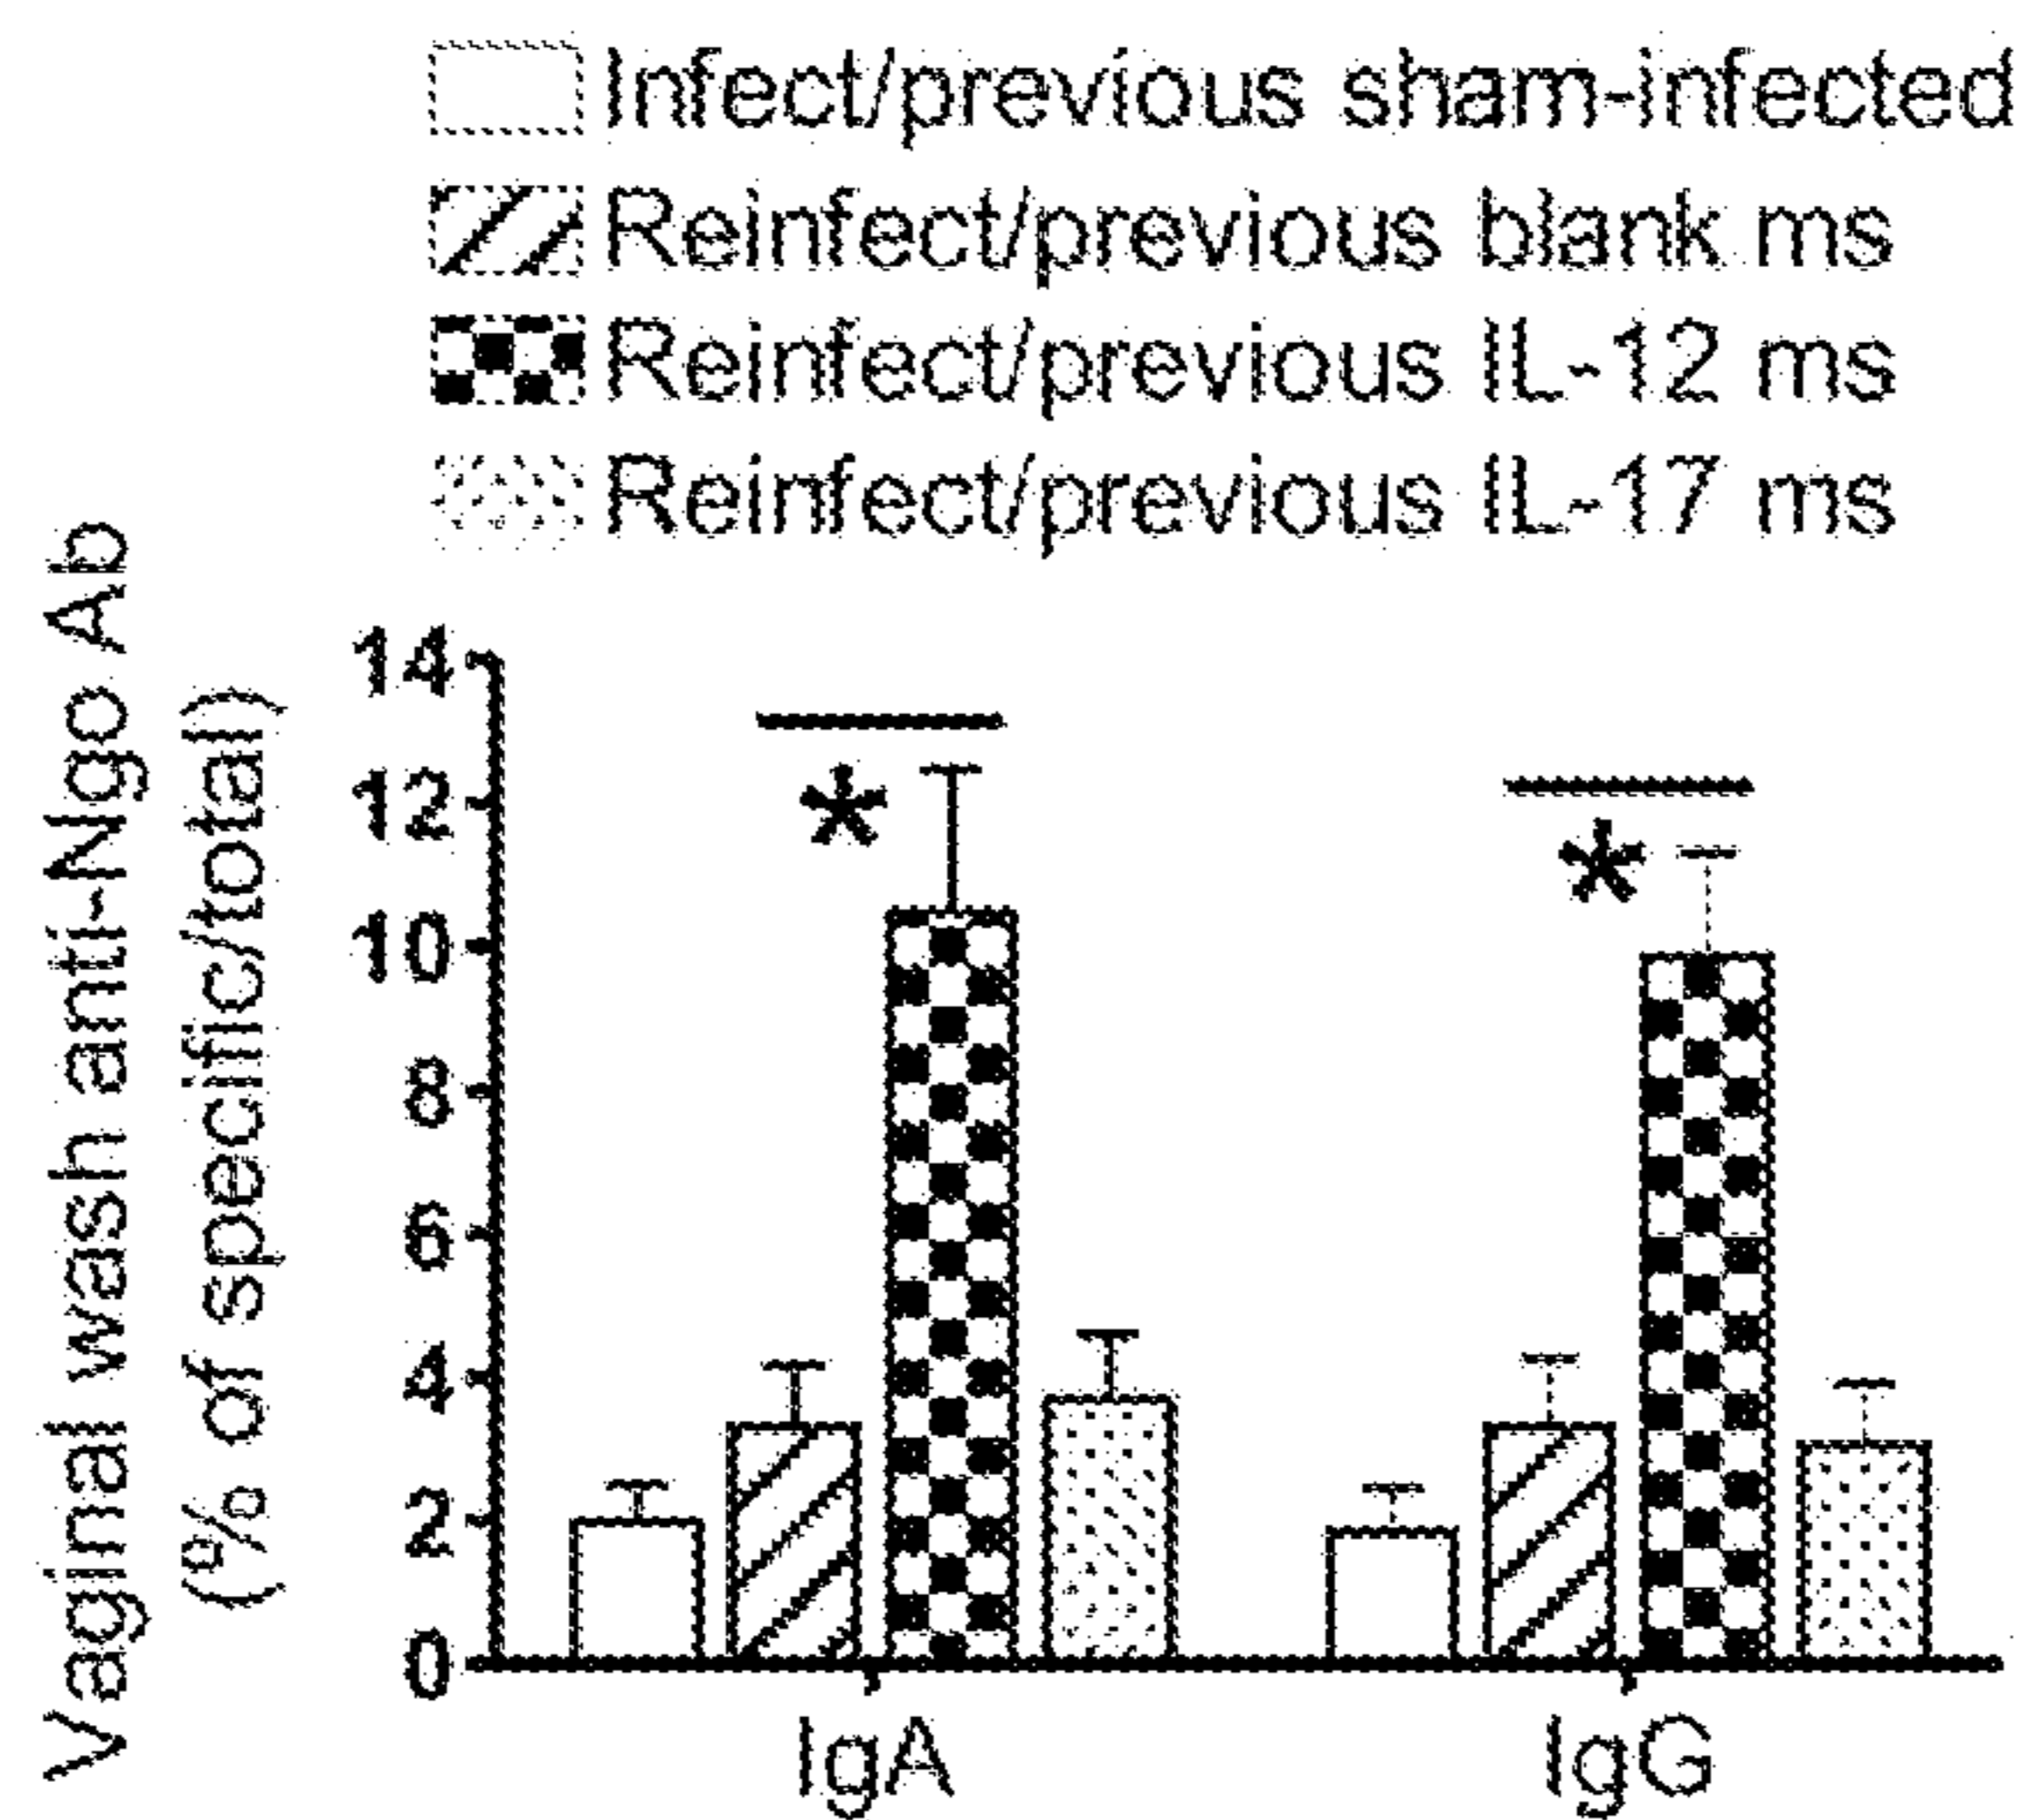 Infect/previous sham-infected
Reinfect/previous blank ms
Reinfect/previous IL-12 ms
Reinfect/previous IL-17 ms
Vaginal wash anti-Ngo Ab
(% of specific/total)
14
12
10
8
6
4
2
0
*
*
IgA
IgG